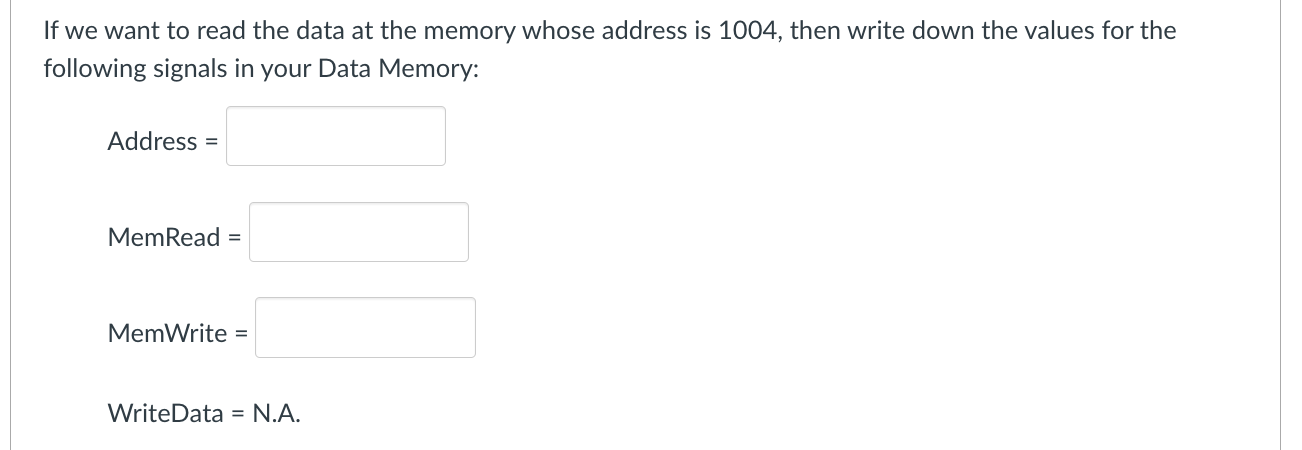 If we want to read the data at the memory whose address is 1004, then write down the values for the
following signals in your Data Memory:
Address =
MemRead =
MemWrite =
WriteData = N.A.